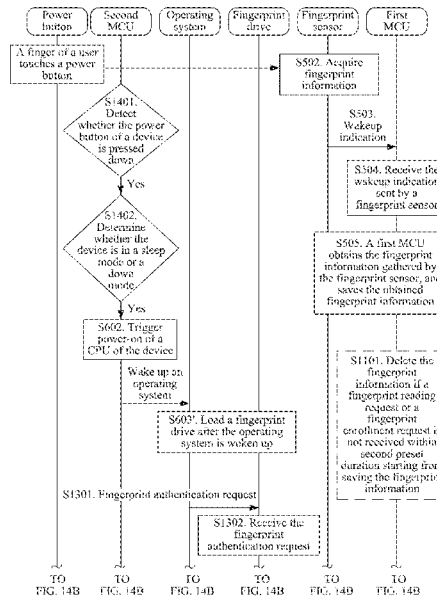 Power
button
Second
MCU
Operating
system
Fingerprint
drive
Fingerprint
sensor
First
MCU
A finger of a user
touches a power
button
S502. Acquire
fingerprint
information
S1401.
Detect
whether the power
button of a device
is pressed
down
S503.
Wakeup
indication
S504. Receive the
wakeup indication
sent by a
fingerprint sensor
Yes
S1402.
Determine
whether the
device is in a sleep
mode or a
down
mode
S505. A first MCU
obtains the fingerprint
information gathered by
the fingerprint sensor, and
saves the obtained
fingerprint information
Yes
S602. Trigger
power-on of a
CPU of the device
S1101. Delete the
fingerprint
information if a
fingerprint reading
request or a
fingerprint
enrollment request is
not received within
second preset
duration starting from
saving the fingerprint
information
Wake up an
operating
system
S603'. Load a fingerprint
drive after the operating
system is woken up
S1301. Fingerprint authentication request
S1302. Receive the
fingerprint
authentication request
TO
FIG. 14B
TO
FIG. 14B
TO
FIG. 14B
TO
FIG. 14B
TO
FIG. 14B
TO
FIG. 14B